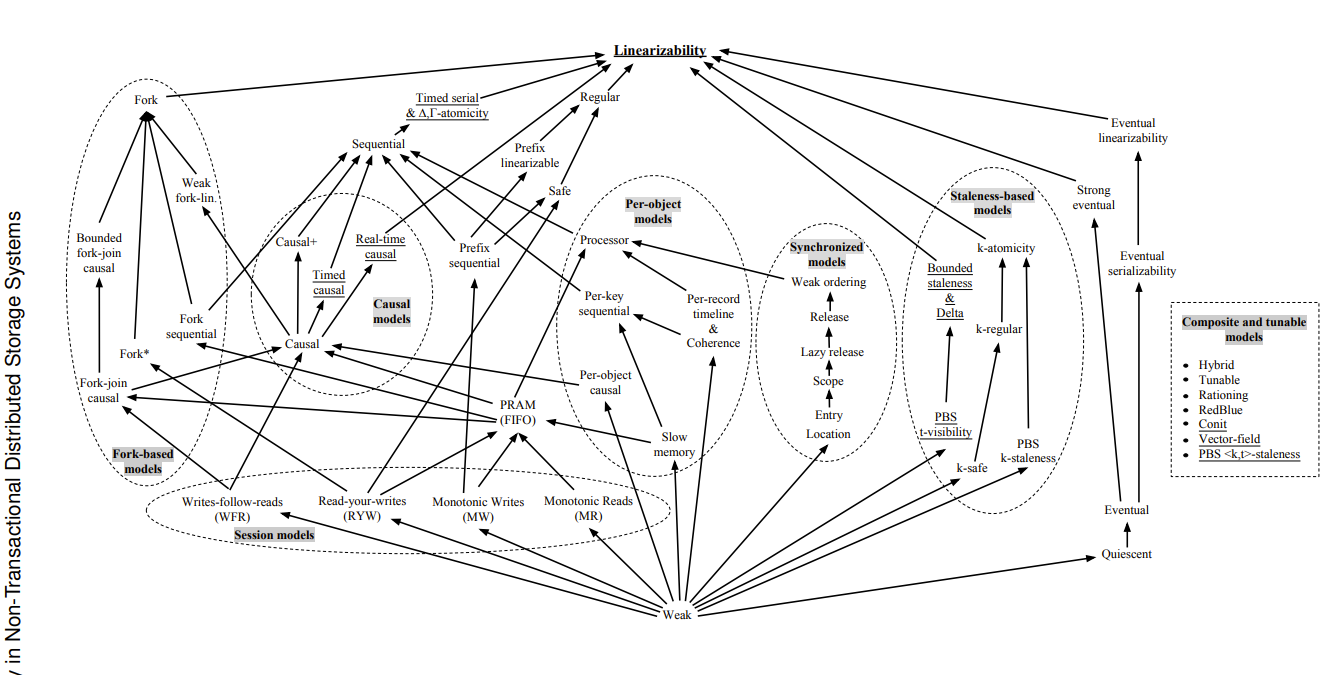 y in Non-Transactional Distributed Storage Systems
Linearizability
Fork
Timed serial
& Δ,Γ-atomicity
Regular
Eventual
linearizability
Sequential
Prefix
linearizable
Weak
fork-lin.
Safe
Strong
eventual
Staleness-based
models
Per-object
models
Bounded
fork-join
causal
Causal+
Real-time
causal
Prefix
sequential
Processor
Synchronized
models
k-atomicity
Eventual
serializability
Timed
causal
Causal
models
Weak ordering
Bounded
staleness
&
Delta
Per-key
sequential
Per-record
timeline
&
Coherence
Release
k-regular
Fork
sequential
Fork*
Causal
Lazy release
Composite and tunable
models
Hybrid
Tunable
Rationing
RedBlue
Conit
Vector-field
PBS <k,t>-staleness
Fork-join
causal
Per-object
causal
Scope
PRAM
(FIFO)
Entry
Location
PBS
t-visibility
Slow
memory
PBS
k-staleness
k-safe
Fork-based
models
Writes-follow-reads
(WFR)
Read-your-writes
(RYW)
Monotonic Writes
(MW)
Monotonic Reads
(MR)
Session models
Eventual
Quiescent
Weak